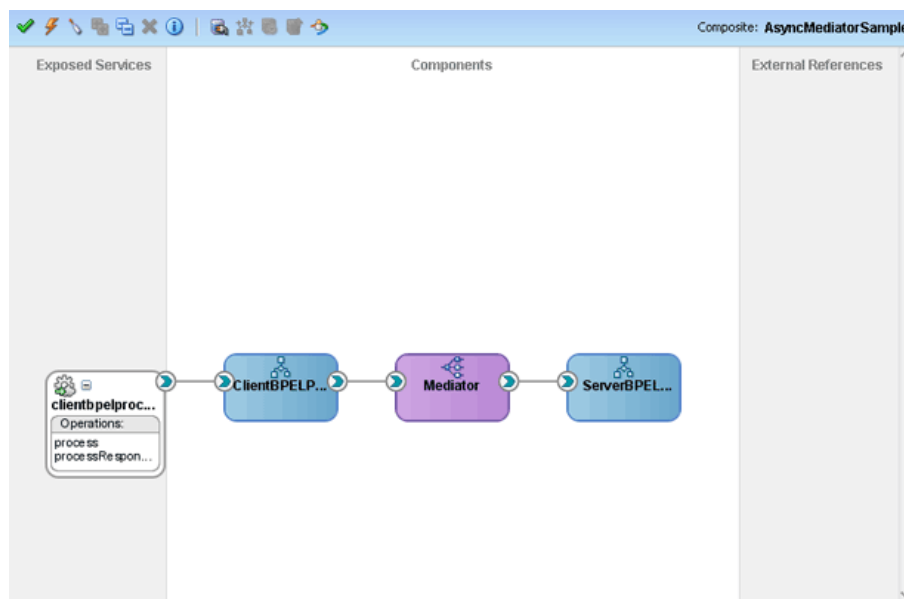 Composite: AsyncMediatorSample
Exposed Services
Components
External References
clientbpelproc...
Operations:
process
processRespon...
ClientBPELP...
Mediator
ServerBPEL...